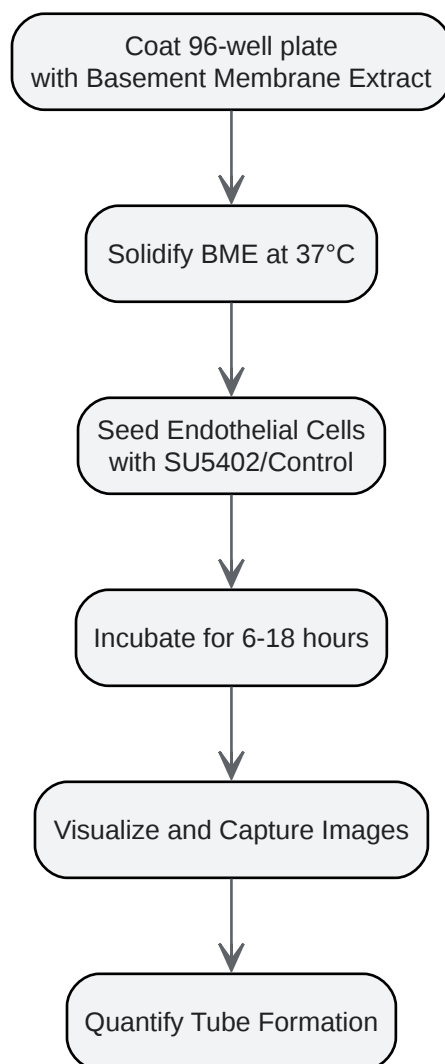 Coat 96-well plate
with Basement Membrane Extract
Solidify BME at 37°C
Seed Endothelial Cells
with SU5402/Control
Incubate for 6-18 hours
Visualize and Capture Images
Quantify Tube Formation